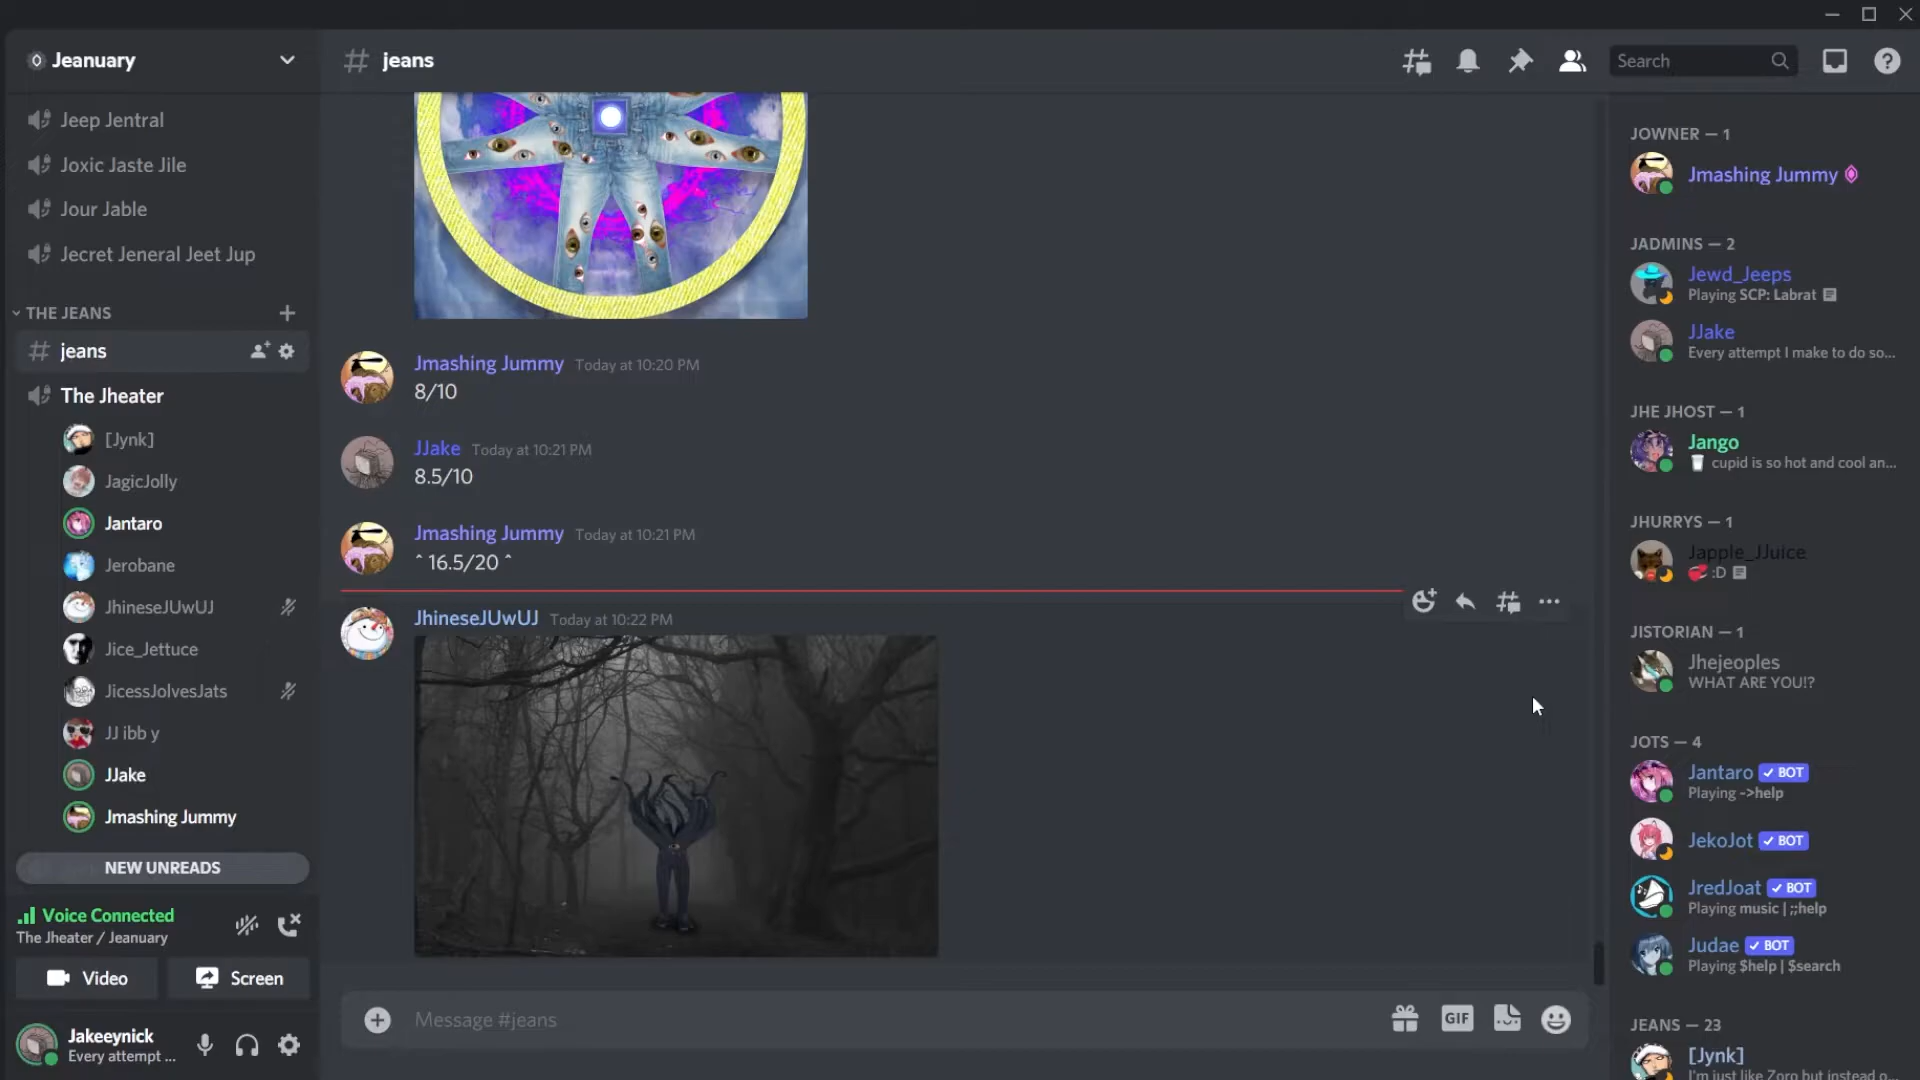 Jeanuary
Jeep Jentral
Joxic Jaste Jile
Jour Jable
Jecret Jeneral Jeet Jup
THE JEANS
jeans
The Jheater
[Jynk]
JagicJolly
Jantaro
Jerobane
JhineseJUwUJ
Jice_Jettuce
JicessJolvesJats
JJ ibb y
JJake
Jmashing Jummy
NEW UNREADS
Voice Connected
The Jheater / Jeanuary
Video
Screen
Jakeeynick
Every attempt ...
# jeans
Search
Jmashing Jummy Today at 10:20 PM
8/10
JJake Today at 10:21 PM
8.5/10
Jmashing Jummy Today at 10:21 PM
^ 16.5/20 ^
JhineseJUwUJ Today at 10:22 PM
Message #jeans
GIF
JOWNER — 1
Jmashing Jummy
JADMINS — 2
Jewd_Jeeps
Playing SCP: Labrat
JJake
Every attempt I make to do so...
JHE JHOST — 1
Jango
cupid is so hot and cool an...
JHURRYS — 1
Japple_JJuice
:D
JISTORIAN — 1
Jhejeoples
WHAT ARE YOU!?
JOTS — 4
Jantaro BOT
Playing ->help
JekoJot BOT
JredJoat BOT
Playing music | ;;help
Judae BOT
Playing $help | $search
JEANS — 23
[Jynk]
I'm just like Zoro but instead o...